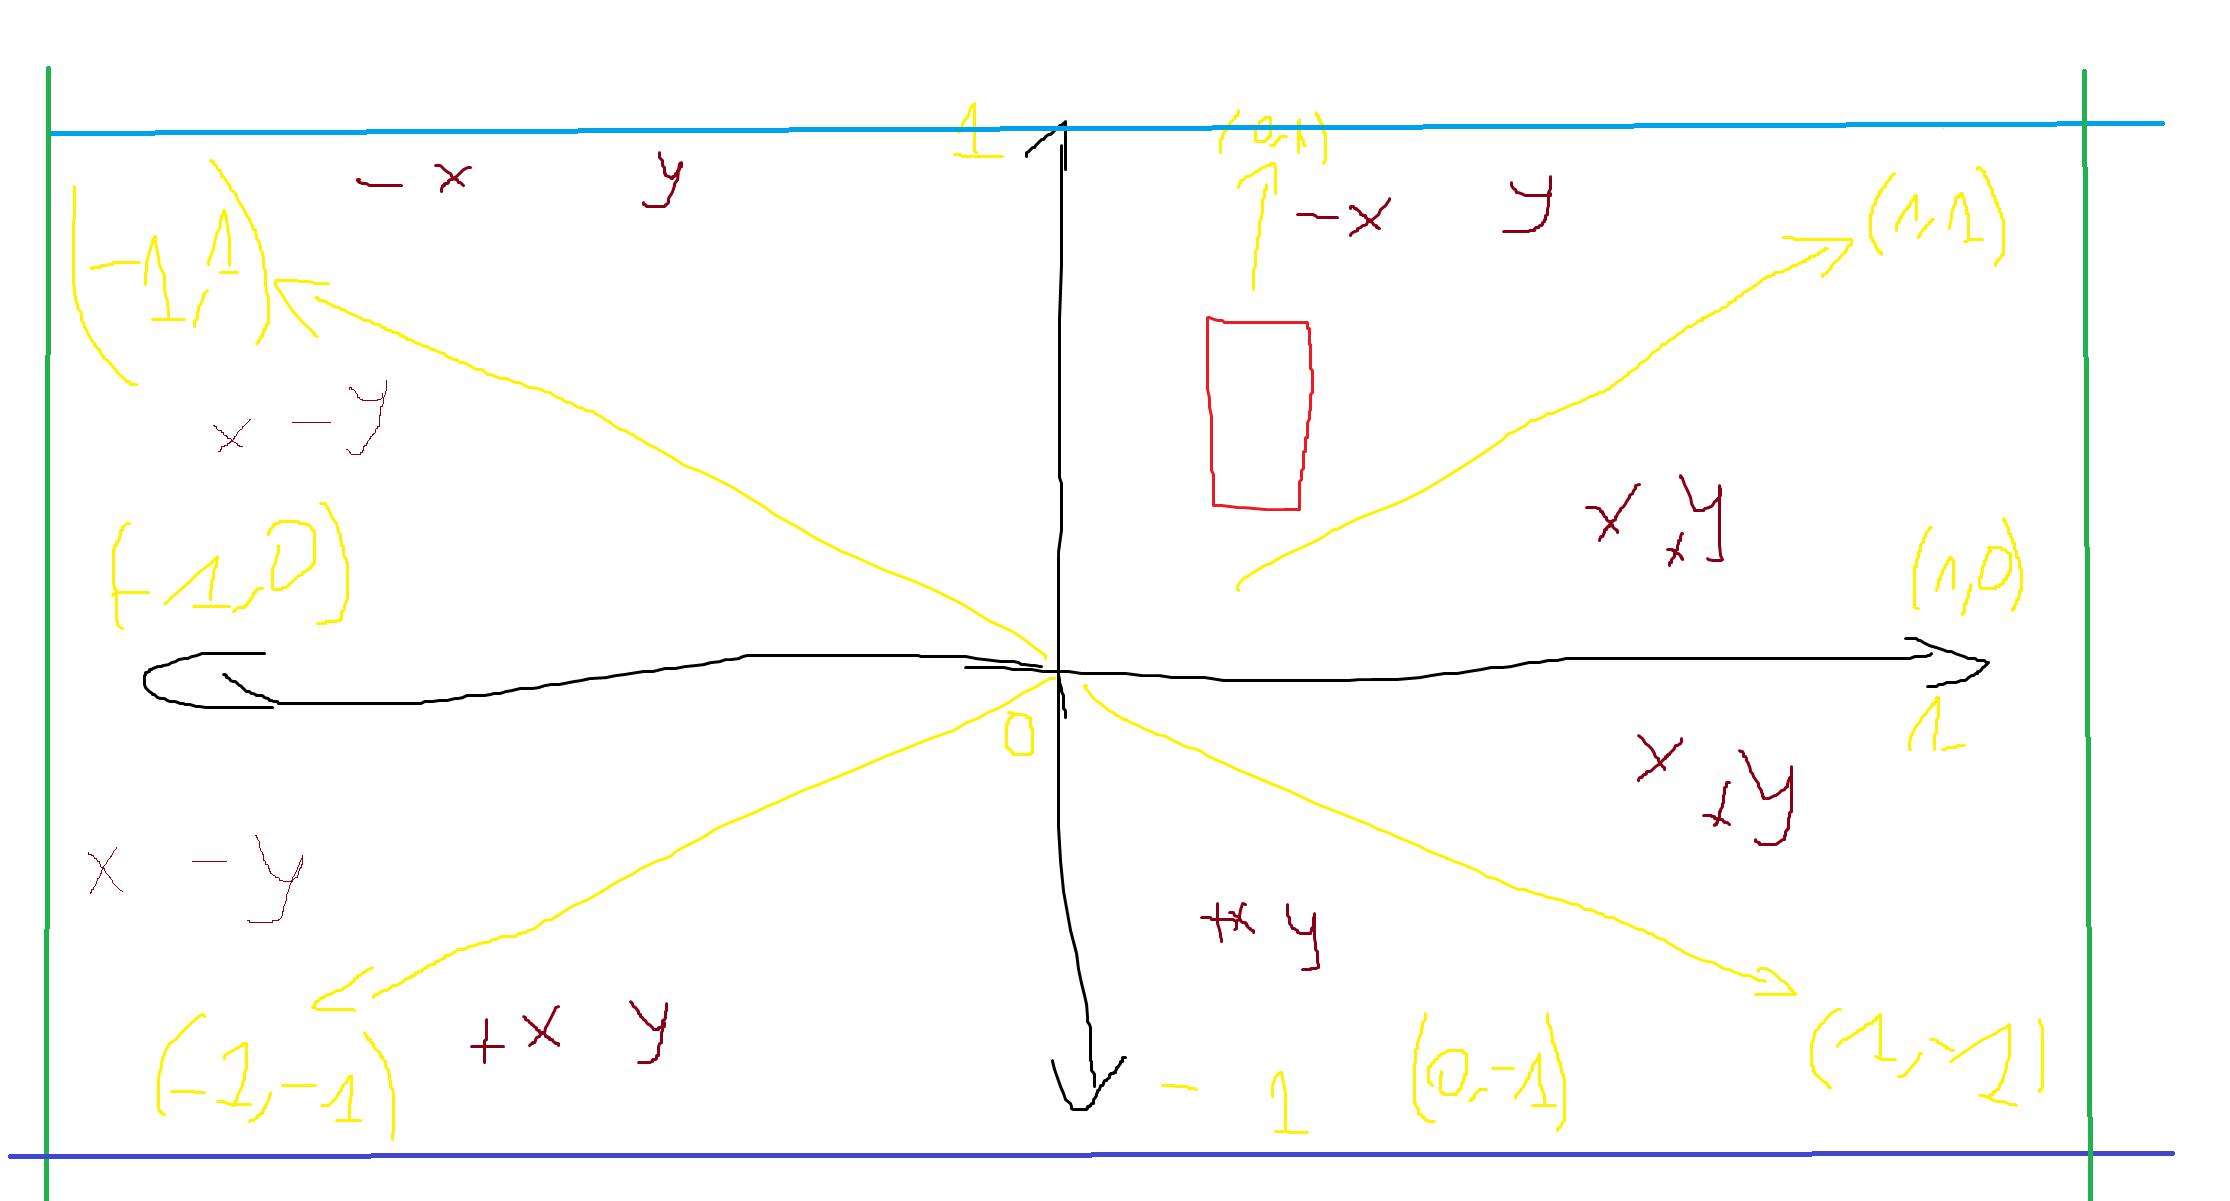 1 (0,1)
- x y
- x y
(1,1)
(-1,1)
x - y
x y
x
(-1,0)
(1,0)
0
1
x
+y
x - y
+x y
+x y
(-1,-1)
- 1
(0,-1)
(1,-1)